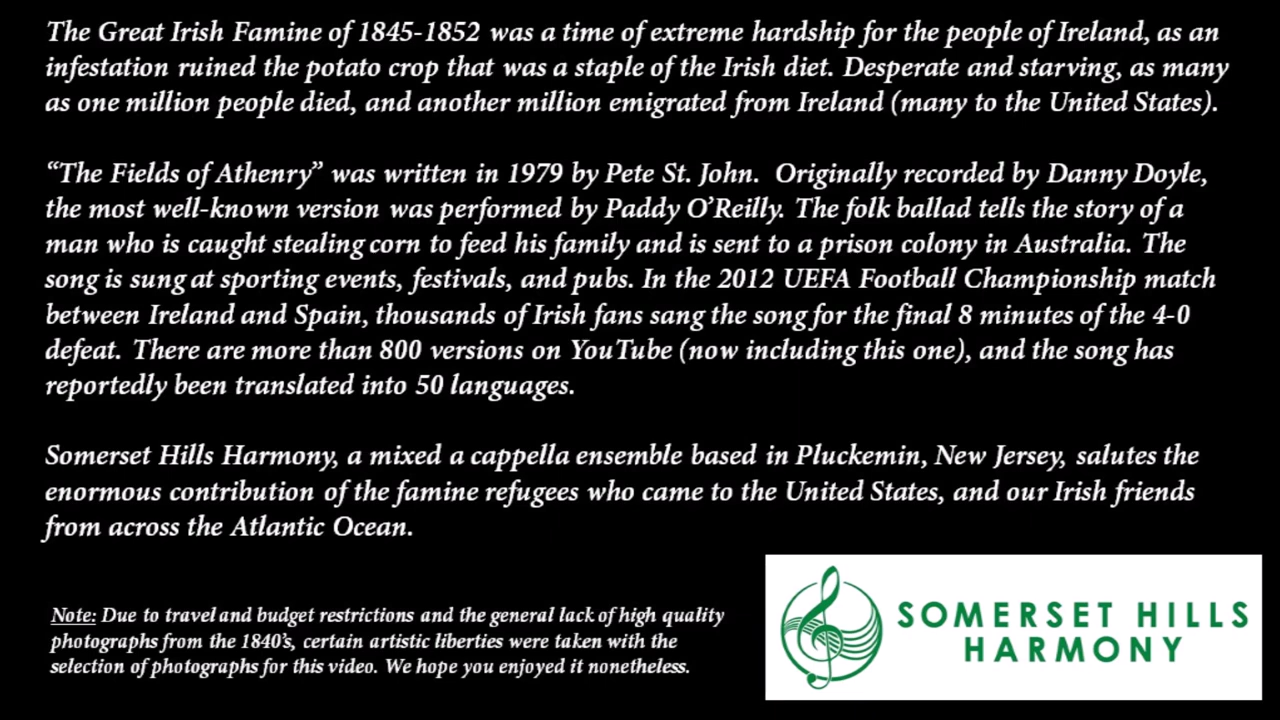 The Great Irish Famine of 1845-1852 was a time of extreme hardship for the people of Ireland, as an
infestation ruined the potato crop that was a staple of the Irish diet. Desperate and starving, as many
as one million people died, and another million emigrated from Ireland (many to the United States).
“The Fields of Athenry” was written in 1979 by Pete St. John. Originally recorded by Danny Doyle,
the most well-known version was performed by Paddy O’Reilly. The folk ballad tells the story of a
man who is caught stealing corn to feed his family and is sent to a prison colony in Australia. The
song is sung at sporting events, festivals, and pubs. In the 2012 UEFA Football Championship match
between Ireland and Spain, thousands of Irish fans sang the song for the final 8 minutes of the 4-0
defeat. There are more than 800 versions on YouTube (now including this one), and the song has
reportedly been translated into 50 languages.
Somerset Hills Harmony, a mixed a cappella ensemble based in Pluckemin, New Jersey, salutes the
enormous contribution of the famine refugees who came to the United States, and our Irish friends
from across the Atlantic Ocean.
Note: Due to travel and budget restrictions and the general lack of high quality
photographs from the 1840’s, certain artistic liberties were taken with the
selection of photographs for this video. We hope you enjoyed it nonetheless.
SOMERSET HILLS
HARMONY